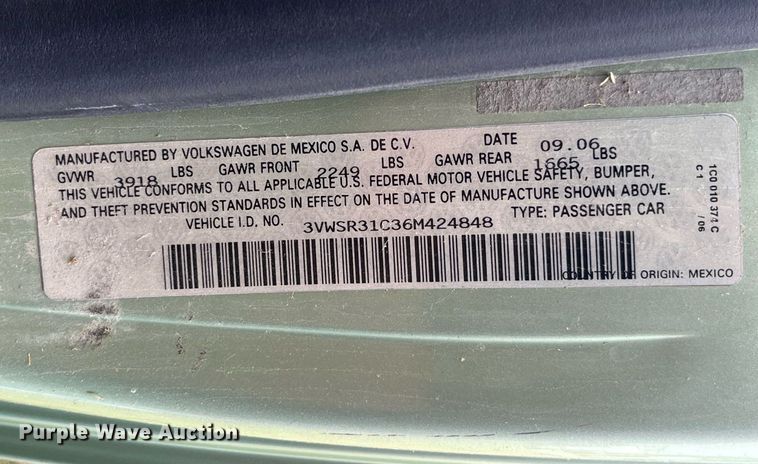 MANUFACTURED BY VOLKSWAGEN DE MEXICO S.A. DE C.V. DATE 09.06
GVWR 3918 LBS GAWR FRONT 2249 LBS GAWR REAR 1665 LBS
THIS VEHICLE CONFORMS TO ALL APPLICABLE U.S. FEDERAL MOTOR VEHICLE SAFETY, BUMPER,
AND THEFT PREVENTION STANDARDS IN EFFECT ON THE DATE OF MANUFACTURE SHOWN ABOVE.
VEHICLE I.D. NO. 3VWSR31C36M424848 TYPE: PASSENGER CAR
COUNTRY OF ORIGIN: MEXICO
1C0 010 371 C
C1 /06
Purple Wave Auction